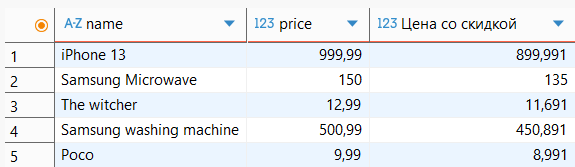 A-Z name 123 price 123 Цена со скидкой
1 iPhone 13 999,99 899,991
2 Samsung Microwave 150 135
3 The witcher 12,99 11,691
4 Samsung washing machine 500,99 450,891
5 Poco 9,99 8,991